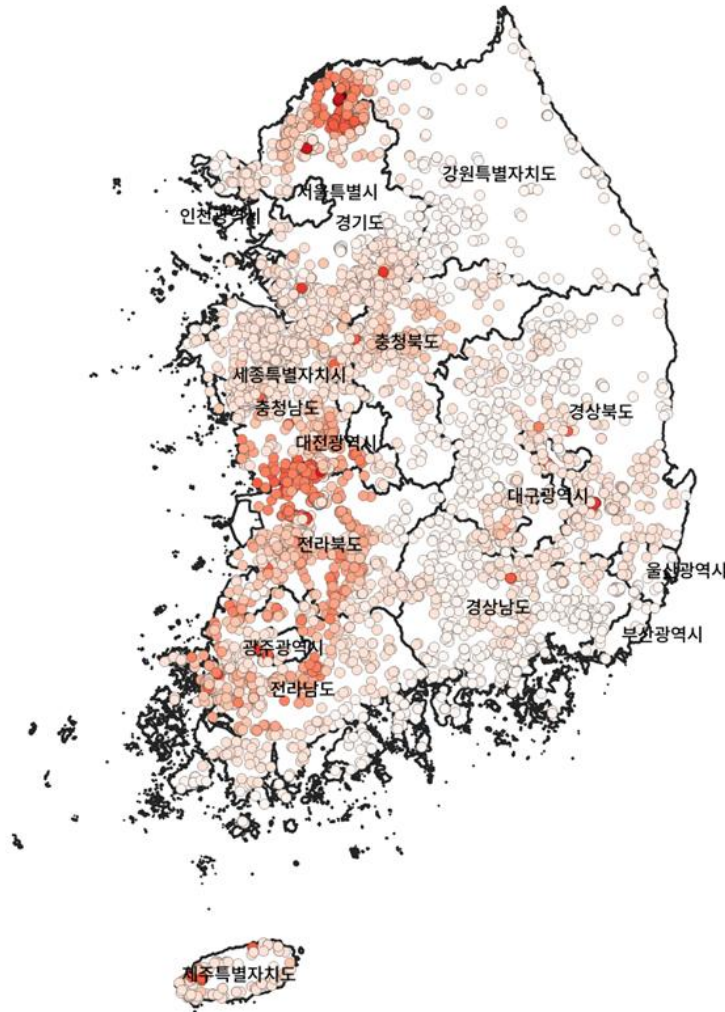 강원특별자치도
서울특별시
인천광역시
경기도
충청북도
세종특별자치시
충청남도
경상북도
대전광역시
대구광역시
전라북도
울산광역시
경상남도
부산광역시
광주광역시
전라남도
제주특별자치도